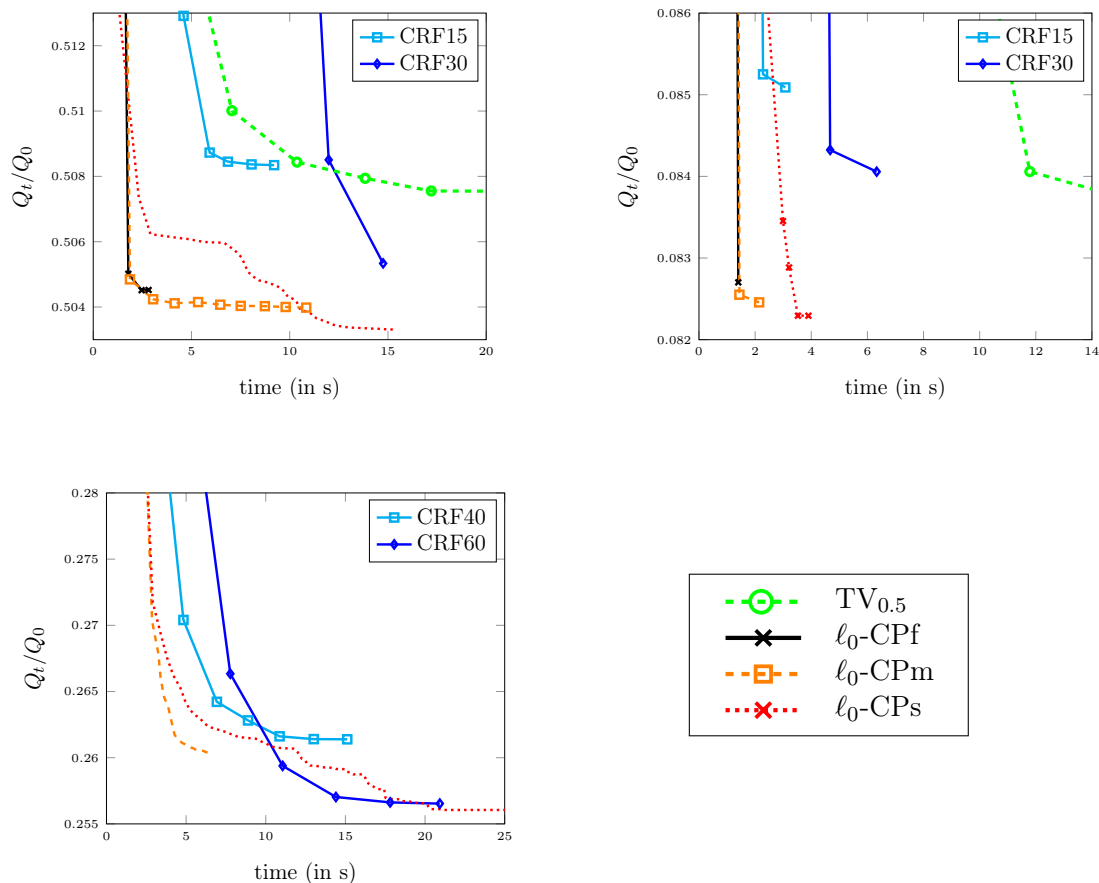 0.512
0.51
0.508
0.506
0.504
Q_t/Q_0
0 5 10 15 20
time (in s)
CRF15
CRF30
0.086
0.085
0.084
0.083
0.082
Q_t/Q_0
0 2 4 6 8 10 12 14
time (in s)
CRF15
CRF30
0.28
0.275
0.27
0.265
0.26
0.255
Q_t/Q_0
0 5 10 15 20 25
time (in s)
CRF40
CRF60
TV_0.5
ℓ_0-CPf
ℓ_0-CPm
ℓ_0-CPs